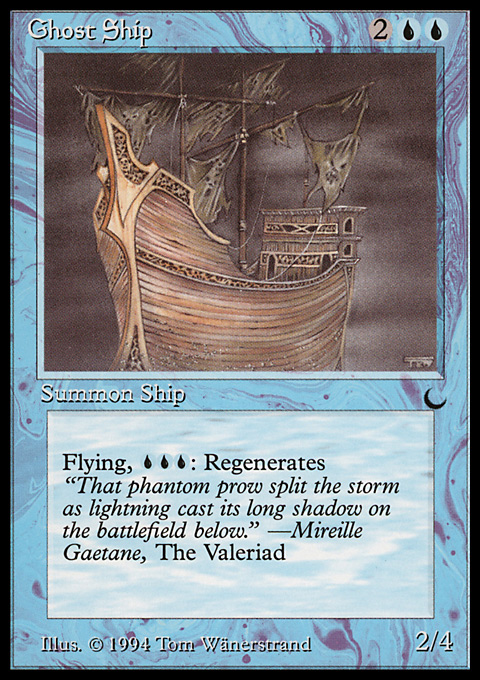 Ghost Ship 2
Summon Ship
Flying, : Regenerates
“That phantom prow split the storm
as lightning cast its long shadow on
the battlefield below.” —Mireille
Gaetane, The Valeriad
Illus. © 1994 Tom Wänerstrand 2/4